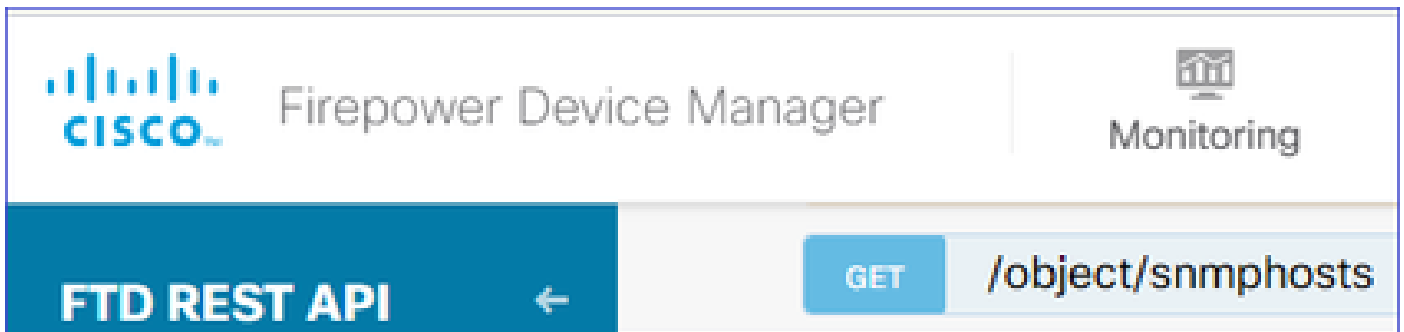 CISCO
Firepower Device Manager
Monitoring
FTD REST API
GET /object/snmphosts